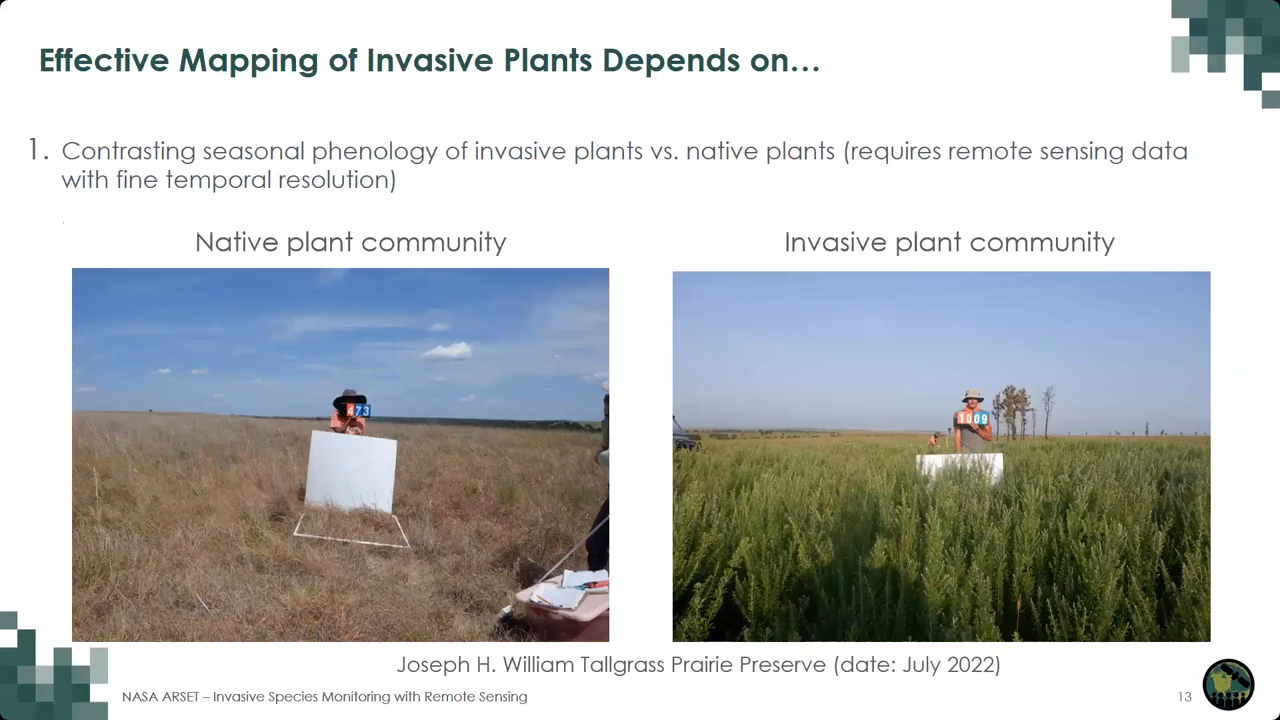 Effective Mapping of Invasive Plants Depends on…
1. Contrasting seasonal phenology of invasive plants vs. native plants (requires remote sensing data
with fine temporal resolution)
Native plant community
Invasive plant community
473
1009
Joseph H. William Tallgrass Prairie Preserve (date: July 2022)
NASA ARSET – Invasive Species Monitoring with Remote Sensing
13